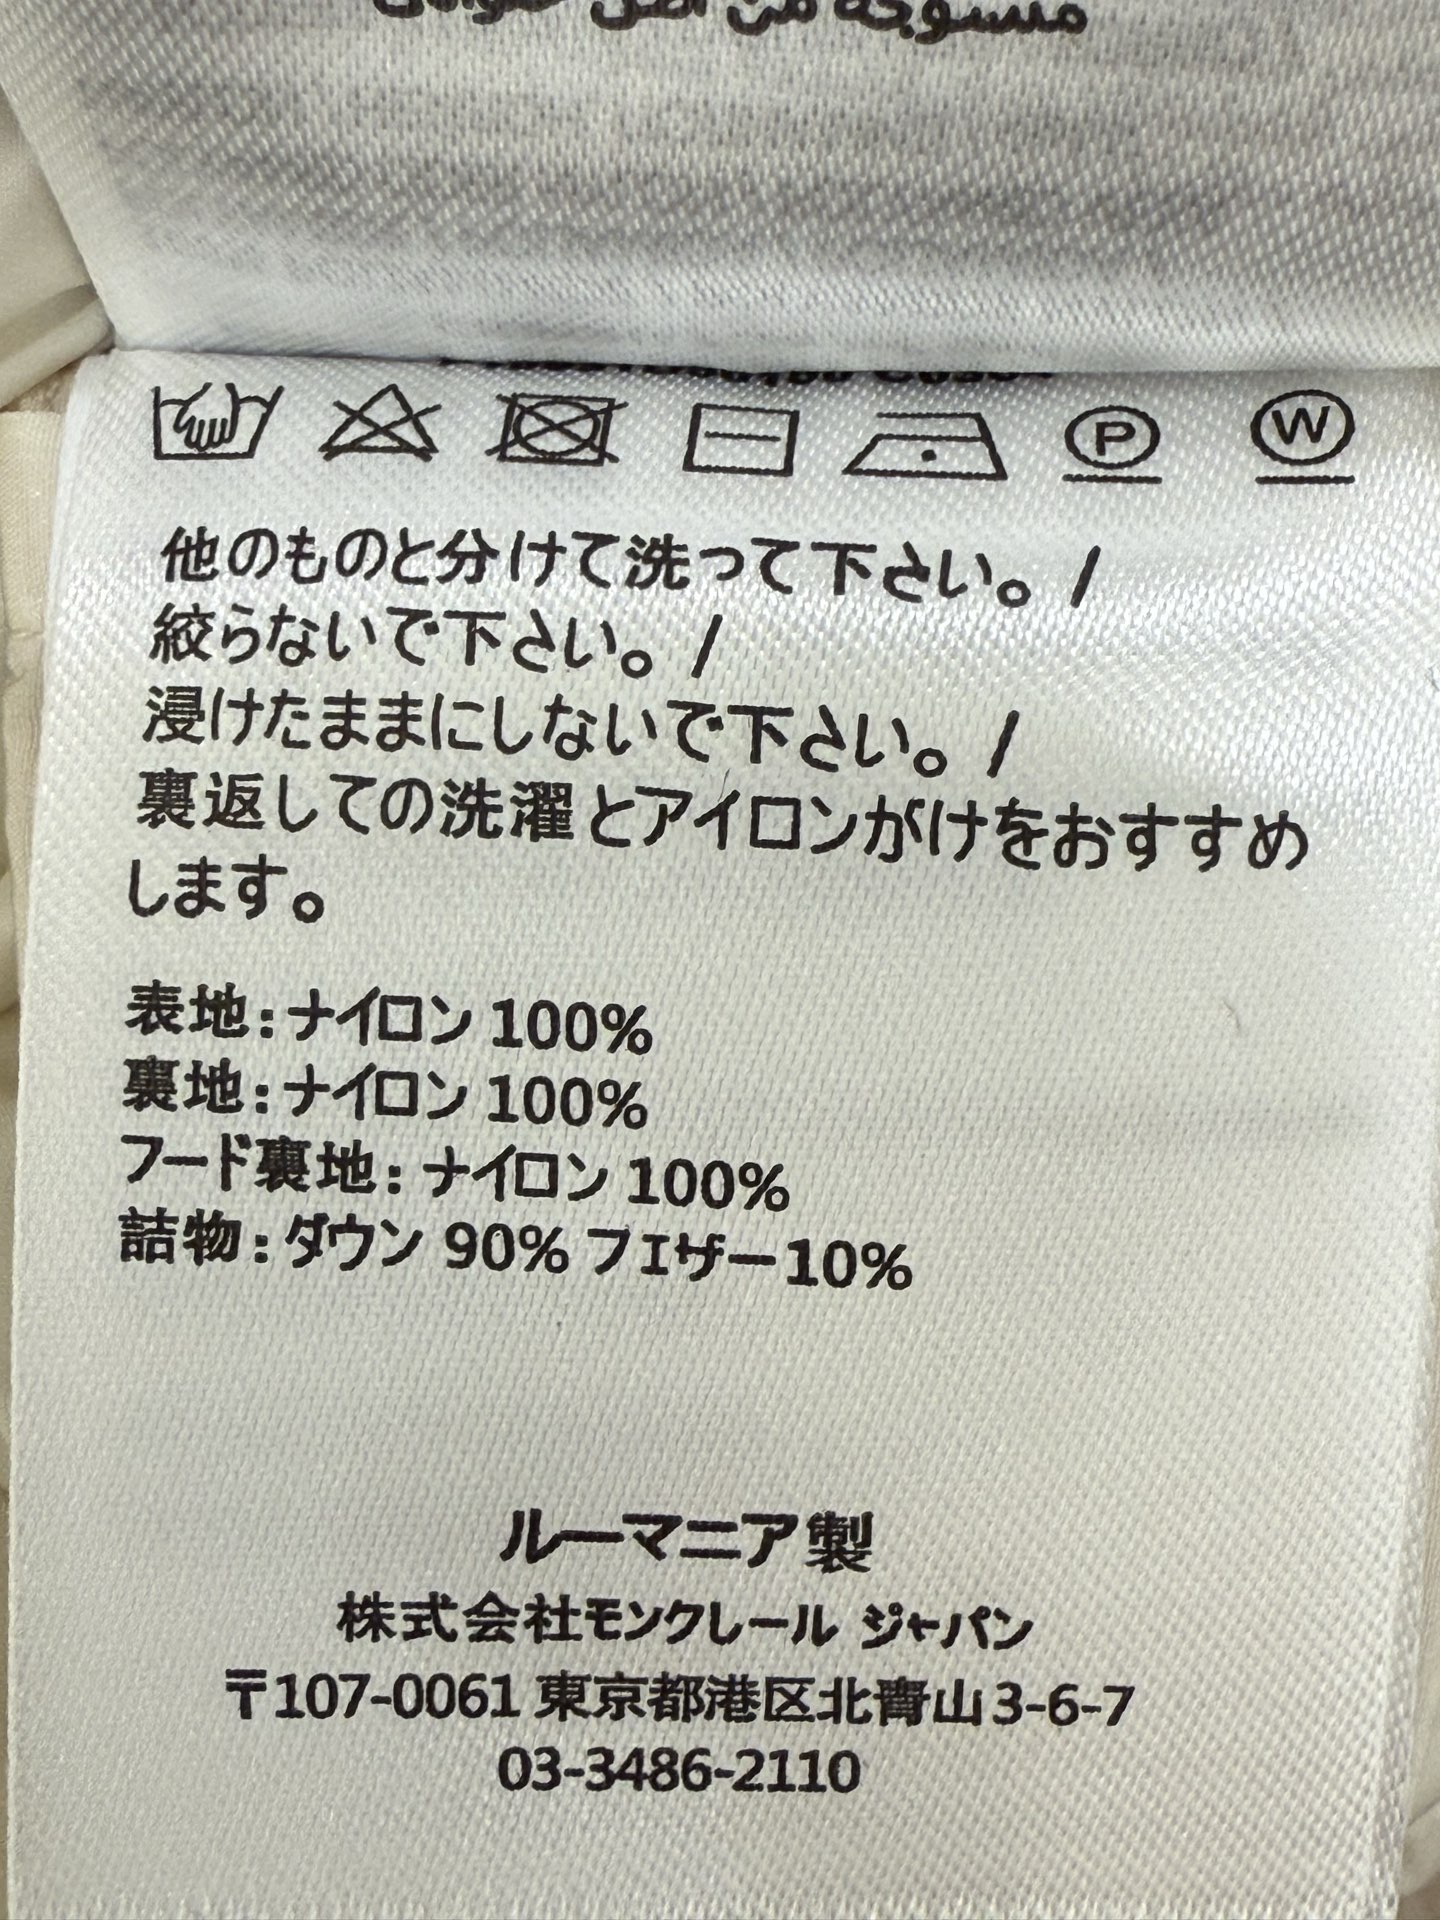 منسوجة من أصل
P
W
他のものと分けて洗って下さい。/
絞らないで下さい。/
浸けたままにしないで下さい。/
裏返しての洗濯とアイロンがけをおすすめ
します。
表地:ナイロン 100%
裏地:ナイロン 100%
フード裏地:ナイロン 100%
詰物:ダウン 90% フェザー10%
ルーマニア製
株式会社モンクレール ジャパン
〒107-0061 東京都港区北青山3-6-7
03-3486-2110